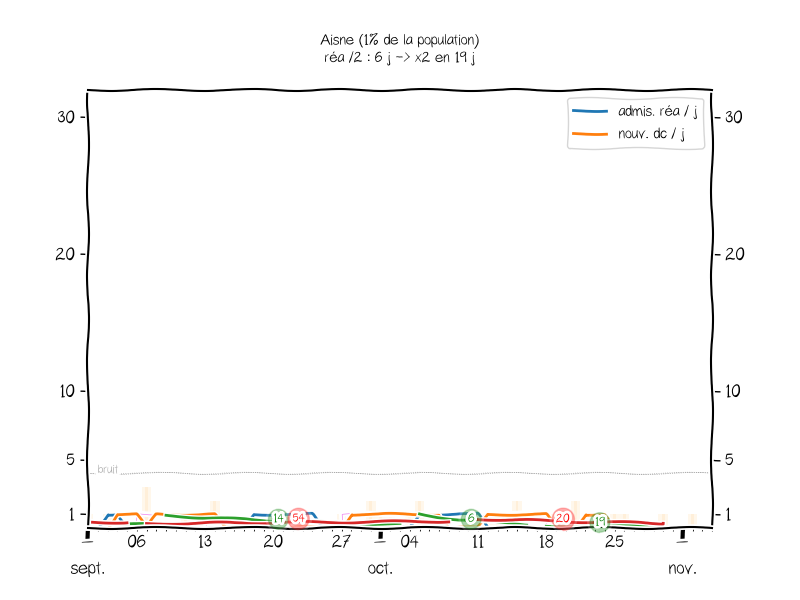 Aisne (1% de la population)
réa /2 : 6 j -> x2 en 19 j
admis. réa / j
nouv. dc / j
30
30
20
20
10
10
5
5
bruit
1
1
14
54
6
20
19
06
13
20
27
04
11
18
25
sept.
oct.
nov.